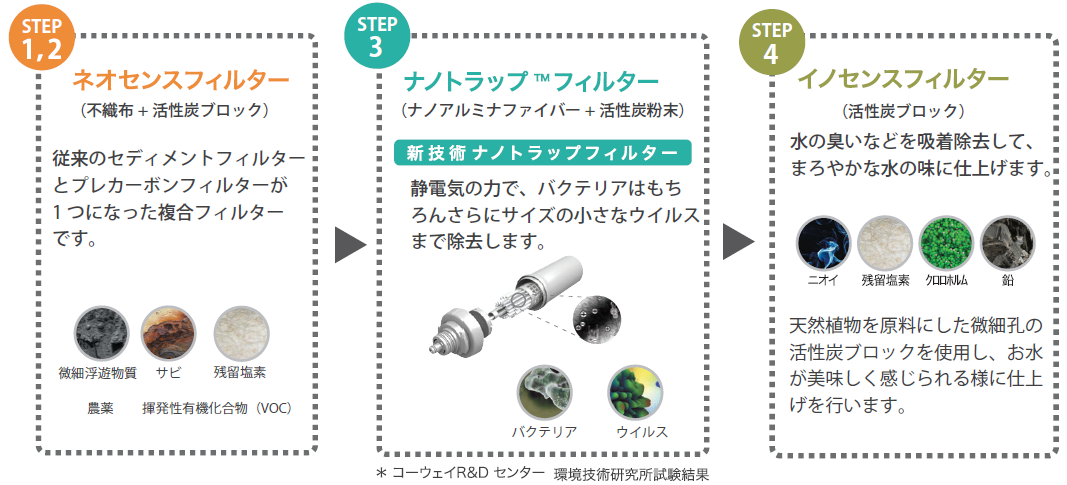 STEP
1,2
ネオセンスフィルター
（不織布+活性炭ブロック）
従来のセディメントフィルター
とプレカーボンフィルターが
1つになった複合フィルター
です。
微細浮遊物質 サビ 残留塩素
農薬 揮発性有機化合物（VOC）
STEP
3
ナノトラップ™フィルター
（ナノアルミナファイバー+活性炭粉末）
新技術ナノトラップフィルター
静電気の力で、バクテリアはもち
ろんさらにサイズの小さなウイルス
まで除去します。
バクテリア ウイルス
＊ コーウェイR&D センター 環境技術研究所試験結果
STEP
4
イノセンスフィルター
（活性炭ブロック）
水の臭いなどを吸着除去して、
まろやかな水の味に仕上げます。
ニオイ 残留塩素 クロロホルム 鉛
天然植物を原料にした微細孔の
活性炭ブロックを使用し、お水
が美味しく感じられる様に仕上
げを行います。